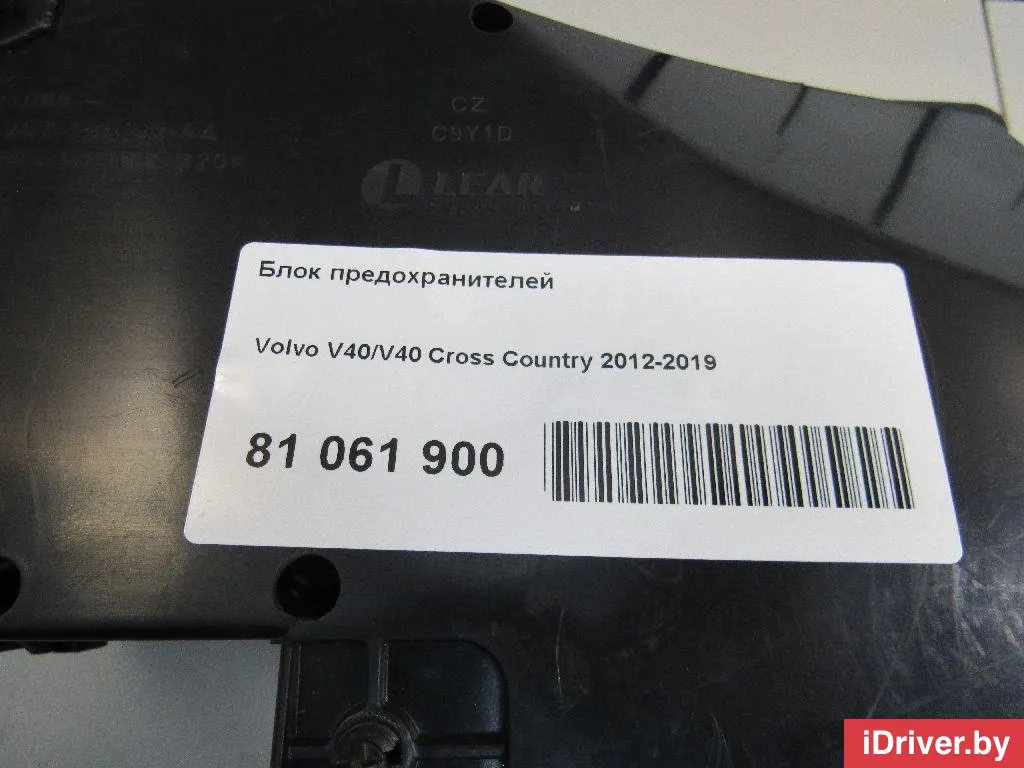 CZ
C9Y1D
LEAR
Блок предохранителей
Volvo V40/V40 Cross Country 2012-2019
81 061 900
iDriver.by